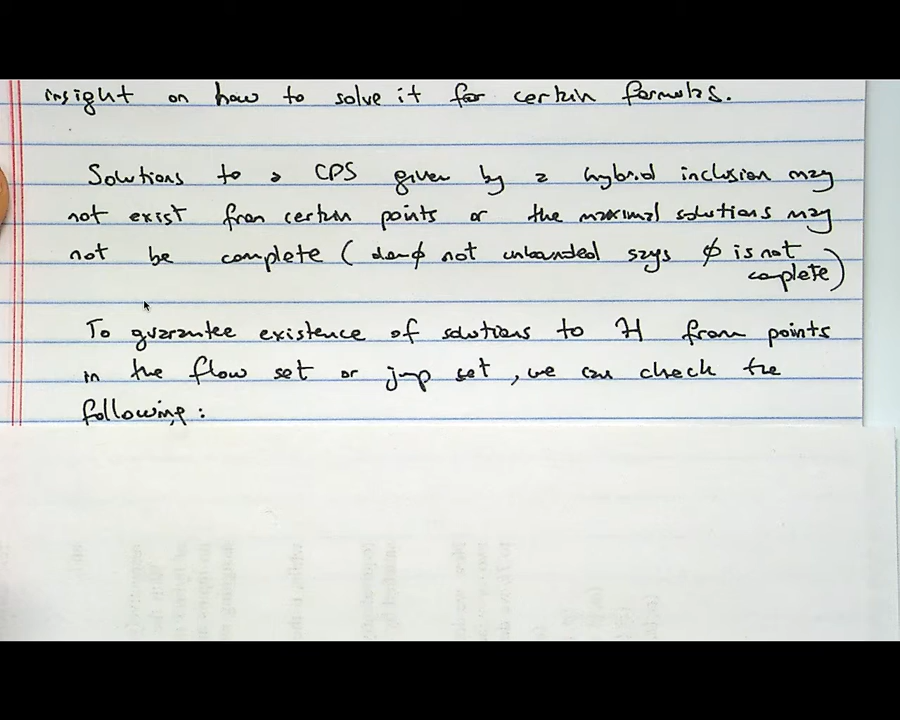 insight on how to solve it for certain formulas.
Solutions to a CPS given by a hybrid inclusion may
not exist from certain points or the maximal solutions may
not be complete ( domϕ not unbounded says ϕ is not
complete)
To guarantee existence of solutions to H from points
in the flow set or jump set, we can check the
following: